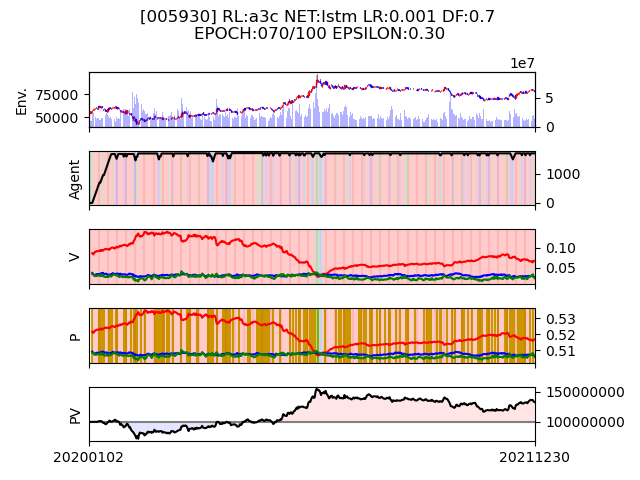 [005930] RL:a3c NET:lstm LR:0.001 DF:0.7
EPOCH:070/100 EPSILON:0.30
1e7
Env.
75000
50000
5
0
Agent
1000
0
V
0.10
0.05
P
0.53
0.52
0.51
PV
150000000
100000000
20200102
20211230